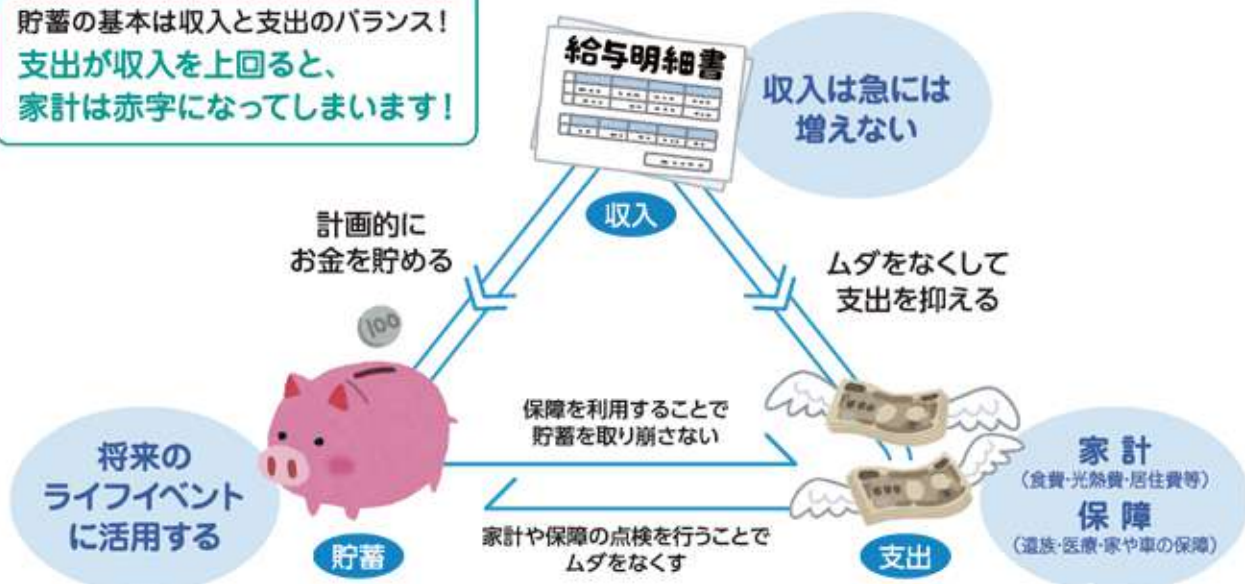 貯蓄の基本は収入と支出のバランス！
支出が収入を上回ると、
家計は赤字になってしまいます！
給与明細書
収入は急には
増えない
収入
計画的に
お金を貯める
ムダをなくして
支出を抑える
100
保障を利用することで
貯蓄を取り崩さない
将来の
ライフイベント
に活用する
家計
（食費・光熱費・居住費等）
保障
（遺族・医療・家や車の保障）
貯蓄
家計や保障の点検を行うことで
ムダをなくす
支出